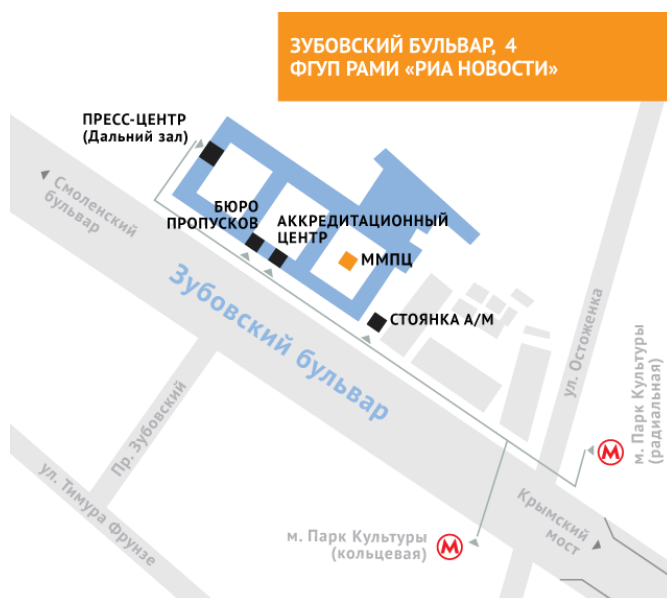 ЗУБОВСКИЙ БУЛЬВАР, 4
ФГУП РАМИ «РИА НОВОСТИ»
ПРЕСС-ЦЕНТР
(Дальний зал)
Смоленский
бульвар
БЮРО
ПРОПУСКОВ
АККРЕДИТАЦИОННЫЙ
ЦЕНТР
ММПЦ
СТОЯНКА А/М
Зубовский бульвар
ул. Остоженка
м. Парк Культуры
(радиальная)
Пр. Зубовский
ул. Тимура Фрунзе
м. Парк Культуры
(кольцевая)
Крымский
мост